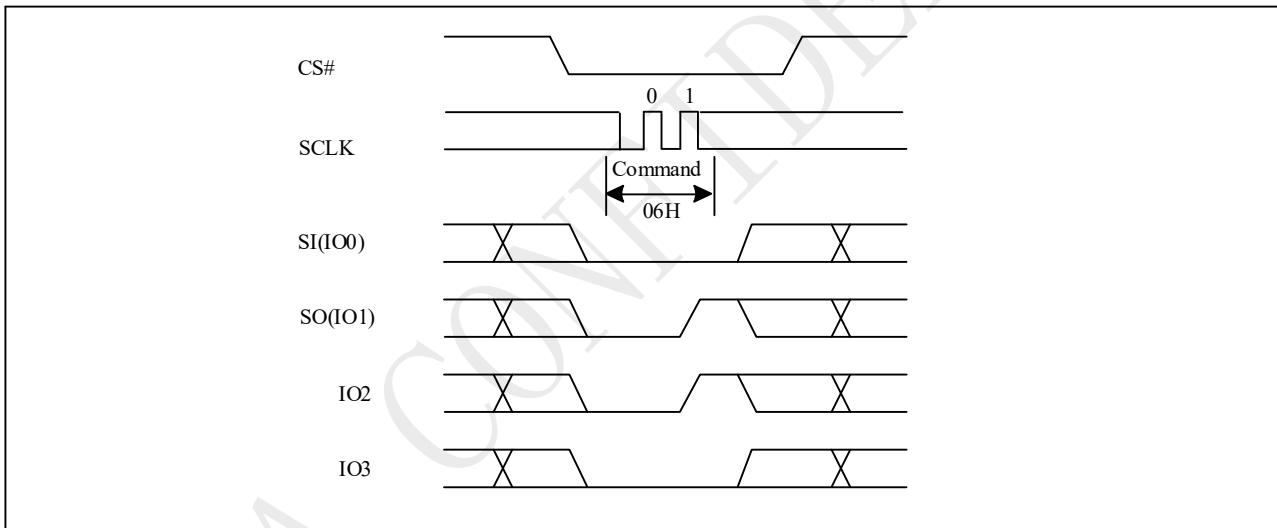 CS#
0 1
SCLK
Command
06H
SI(IO0)
SO(IO1)
IO2
IO3